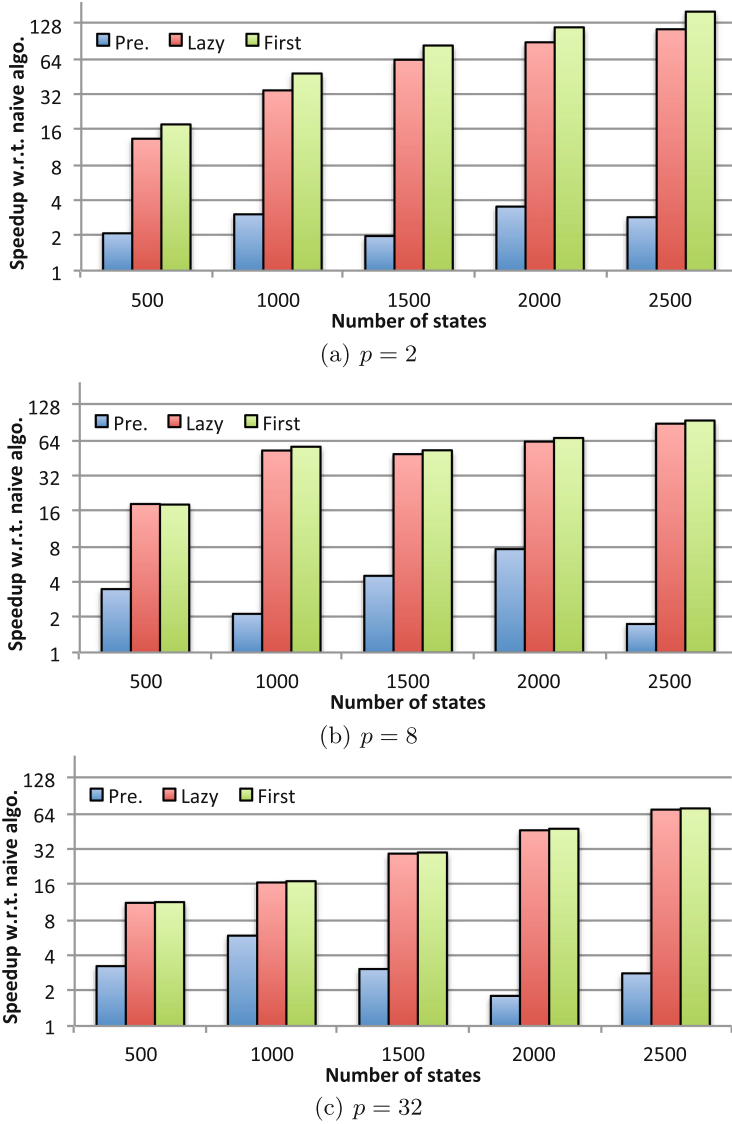 Speedup w.r.t. naive algo.
128
64
32
16
8
4
2
1
Pre. Lazy First
500 1000 1500 2000 2500
Number of states
(a) p = 2
Speedup w.r.t. naive algo.
128
64
32
16
8
4
2
1
Pre. Lazy First
500 1000 1500 2000 2500
Number of states
(b) p = 8
Speedup w.r.t. naive algo.
128
64
32
16
8
4
2
1
Pre. Lazy First
500 1000 1500 2000 2500
Number of states
(c) p = 32